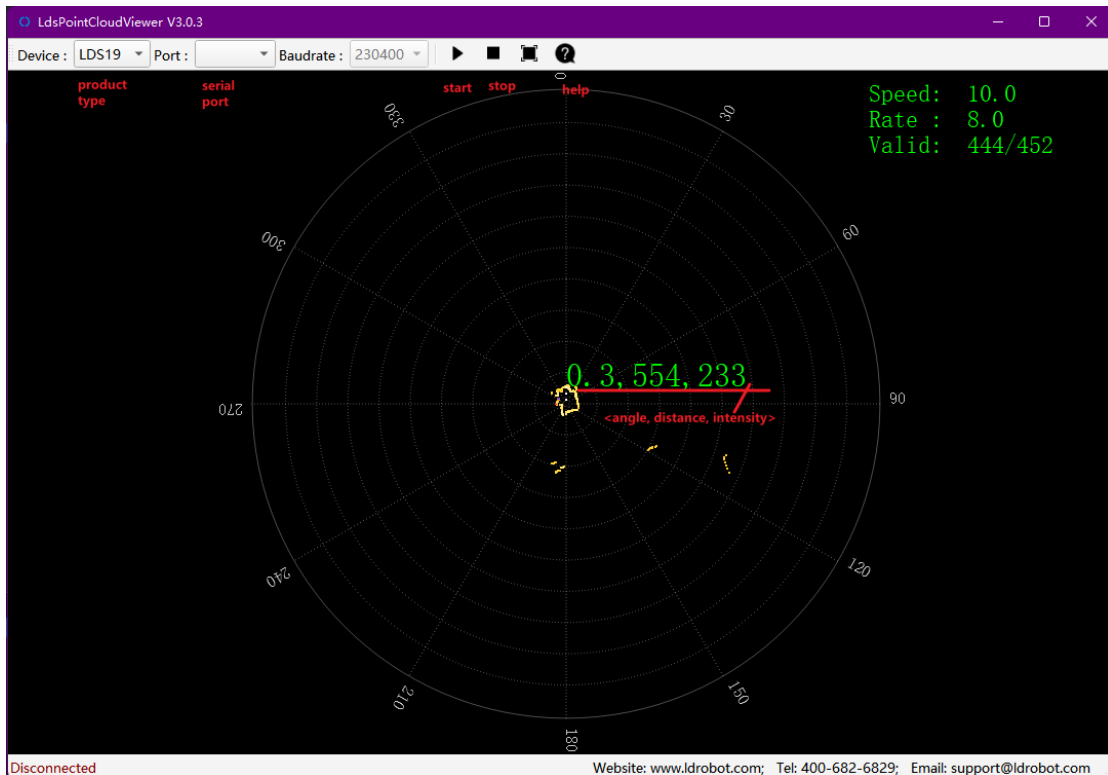 LdsPointCloudViewer V3.0.3
Device : LDS19 Port : Baudrate : 230400
product
type
serial
port
start stop help
Speed: 10.0
Rate : 8.0
Valid: 444/452
0
330
30
300
60
0.3,554,233
270
90
<angle, distance, intensity>
240
120
210
150
180
Disconnected
Website: www.ldrobot.com; Tel: 400-682-6829; Email: support@ldrobot.com